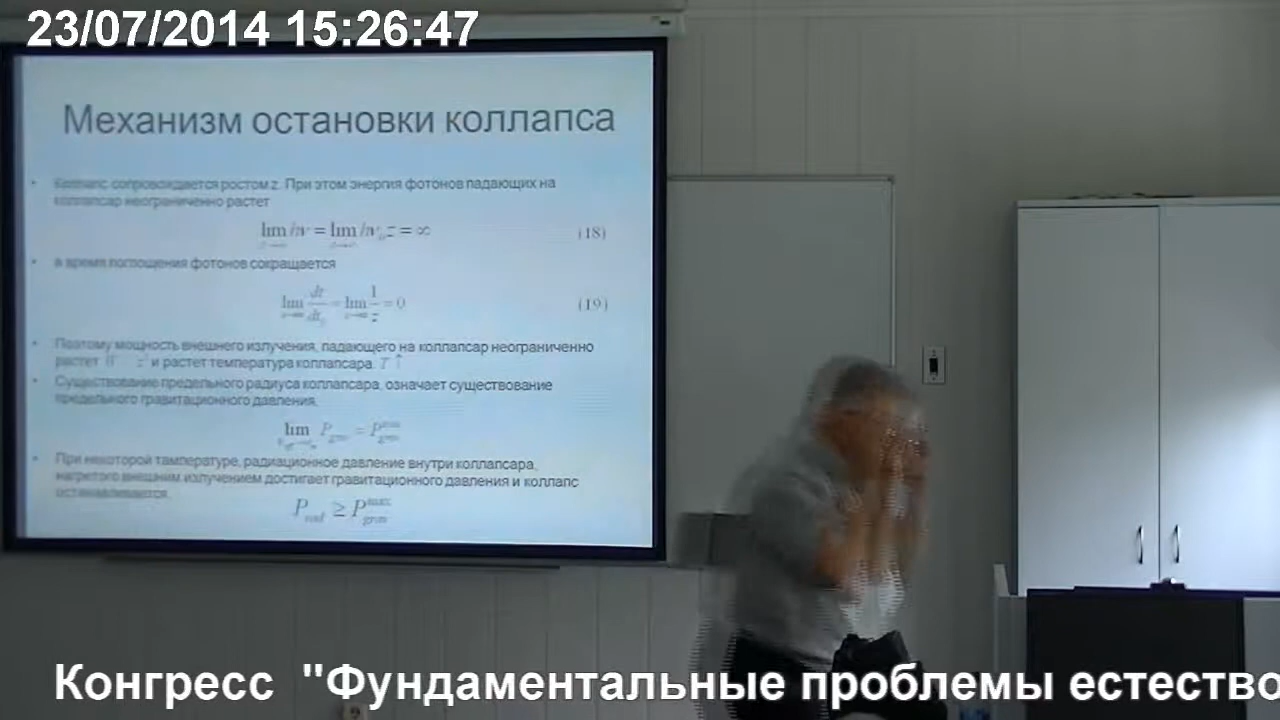 23/07/2014 15:26:47
Механизм остановки коллапса
• Коллапс сопровождается ростом z. При этом энергия фотонов падающих на
коллапсар неограниченно растет
(18)
• а время поглощения фотонов сокращается
(19)
• Поэтому мощность внешнего излучения, падающего на коллапсар неограниченно
растет и растет температура коллапсара. T↑
• Существование предельного радиуса коллапсара, означает существование
предельного гравитационного давления.
• При некоторой тампературе, радиационное давление внутри коллапсара,
нагретого внешним излучением достигает гравитационного давления и коллапс
останавливается.
Конгресс "Фундаментальные проблемы естество